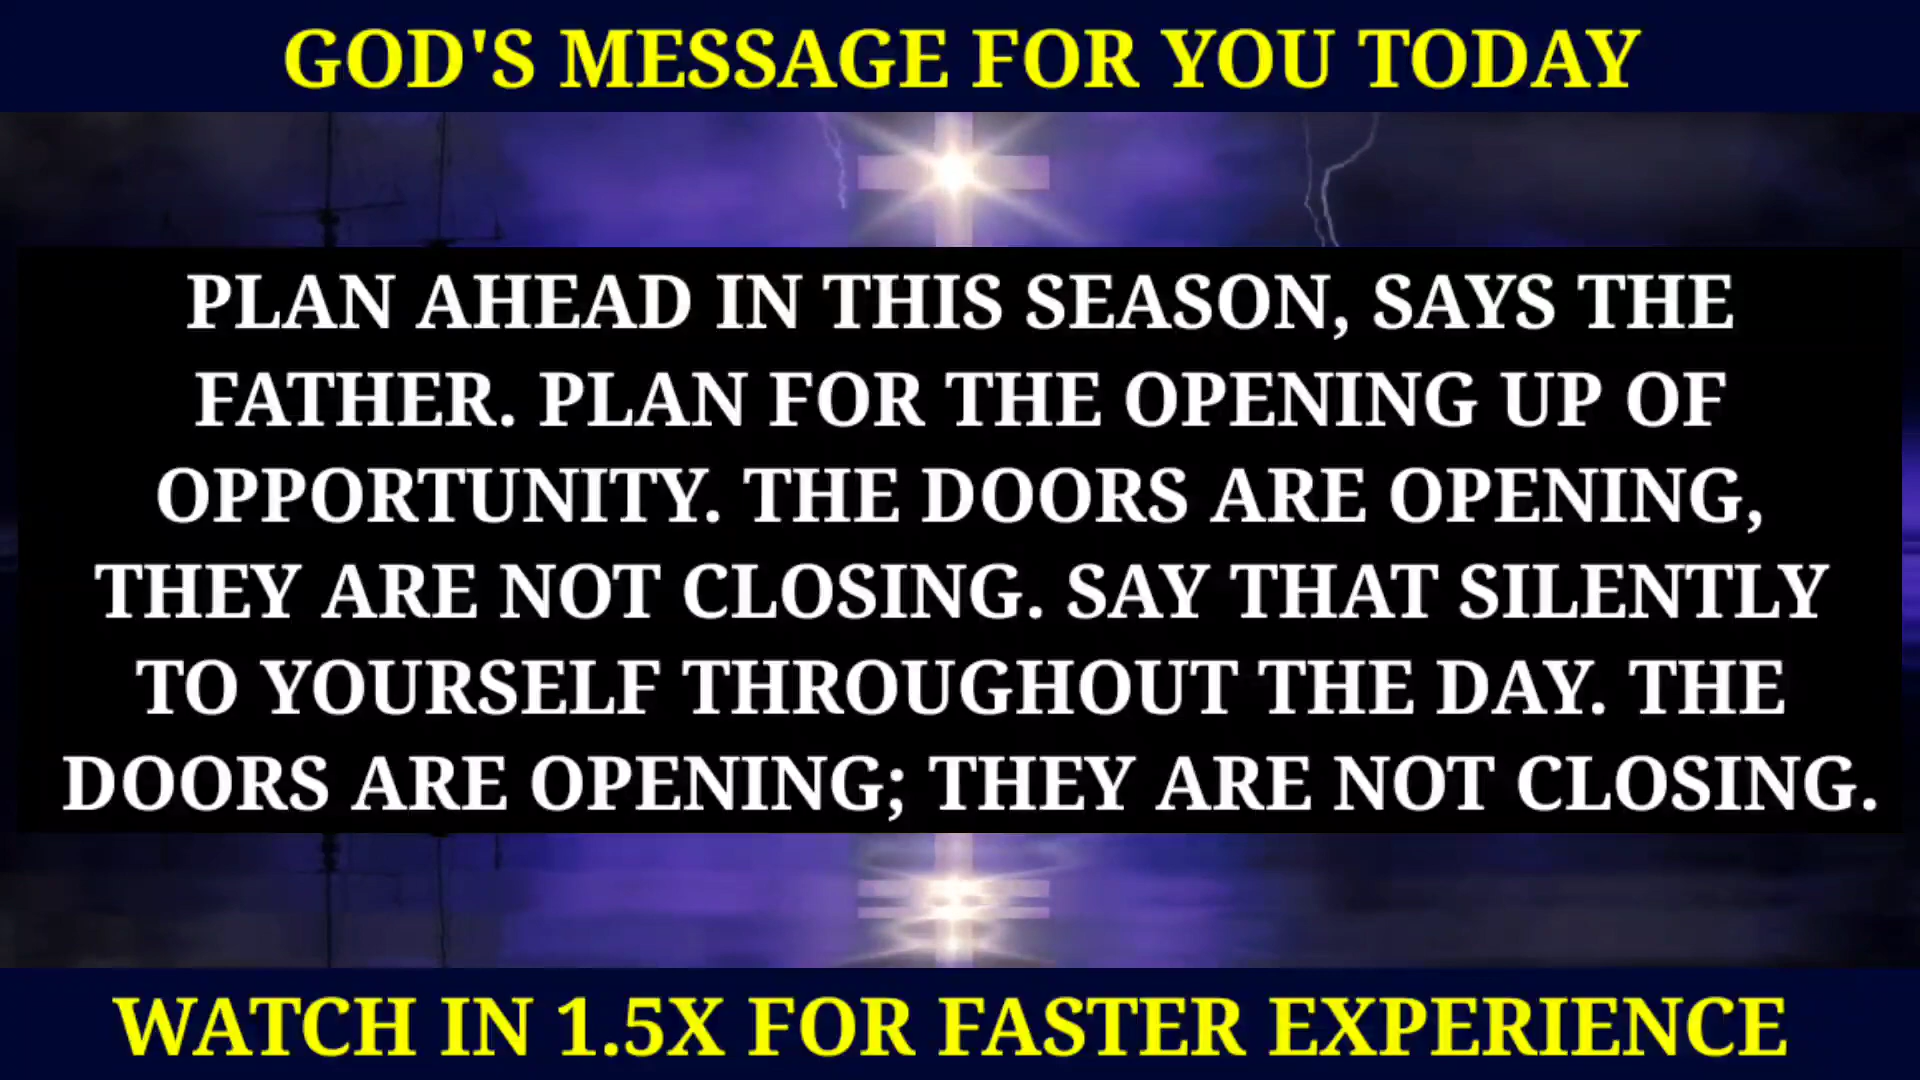 GOD'S MESSAGE FOR YOU TODAY
PLAN AHEAD IN THIS SEASON, SAYS THE
FATHER. PLAN FOR THE OPENING UP OF
OPPORTUNITY. THE DOORS ARE OPENING,
THEY ARE NOT CLOSING. SAY THAT SILENTLY
TO YOURSELF THROUGHOUT THE DAY. THE
DOORS ARE OPENING; THEY ARE NOT CLOSING.
WATCH IN 1.5X FOR FASTER EXPERIENCE